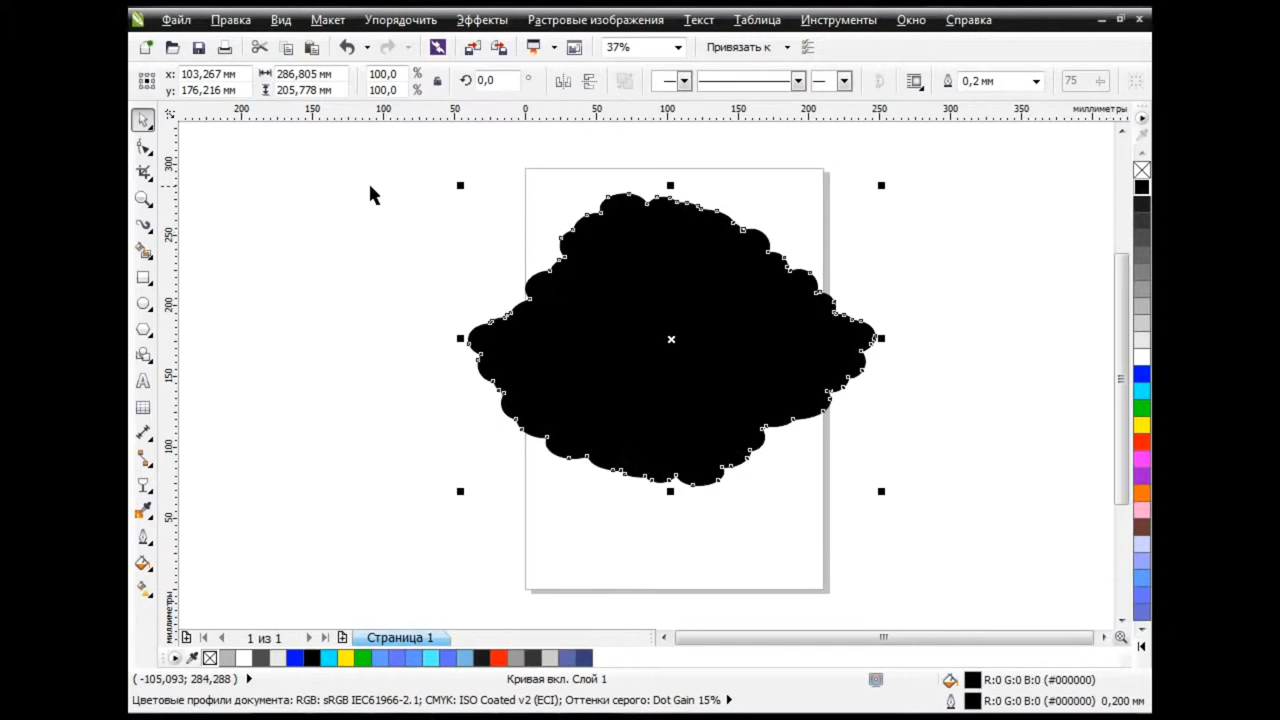 Файл Правка Вид Макет Упорядочить Эффекты Растровые изображения Текст Таблица Инструменты Окно Справка
37% Привязать к
x: 103,267 мм 286,805 мм 100,0 % 0,0 ° 0,2 мм 75
y: 176,216 мм 205,778 мм 100,0 %
200 150 100 50 0 50 100 150 200 250 300 350 миллиметры
300
250
200
150
100
50
миллиметры
1 из 1 Страница 1
( -105,093; 284,288 ) Кривая вкл. Слой 1 R:0 G:0 B:0 (#000000)
Цветовые профили документа: RGB: sRGB IEC61966-2.1; CMYK: ISO Coated v2 (ECI); Оттенки серого: Dot Gain 15% R:0 G:0 B:0 (#000000) 0,200 мм